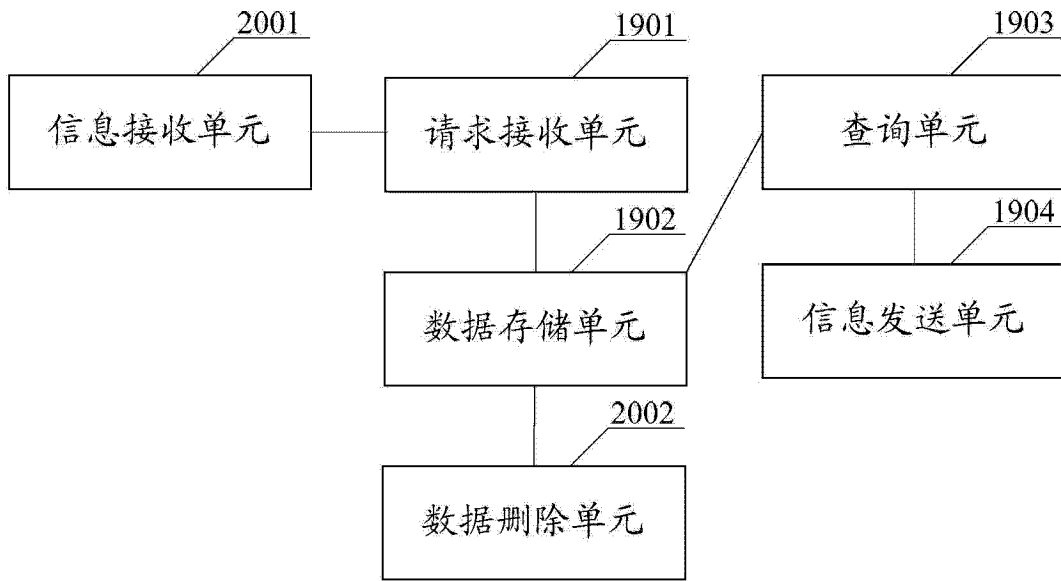 2001
信息接收单元
1901
请求接收单元
1903
查询单元
1902
数据存储单元
1904
信息发送单元
2002
数据删除单元